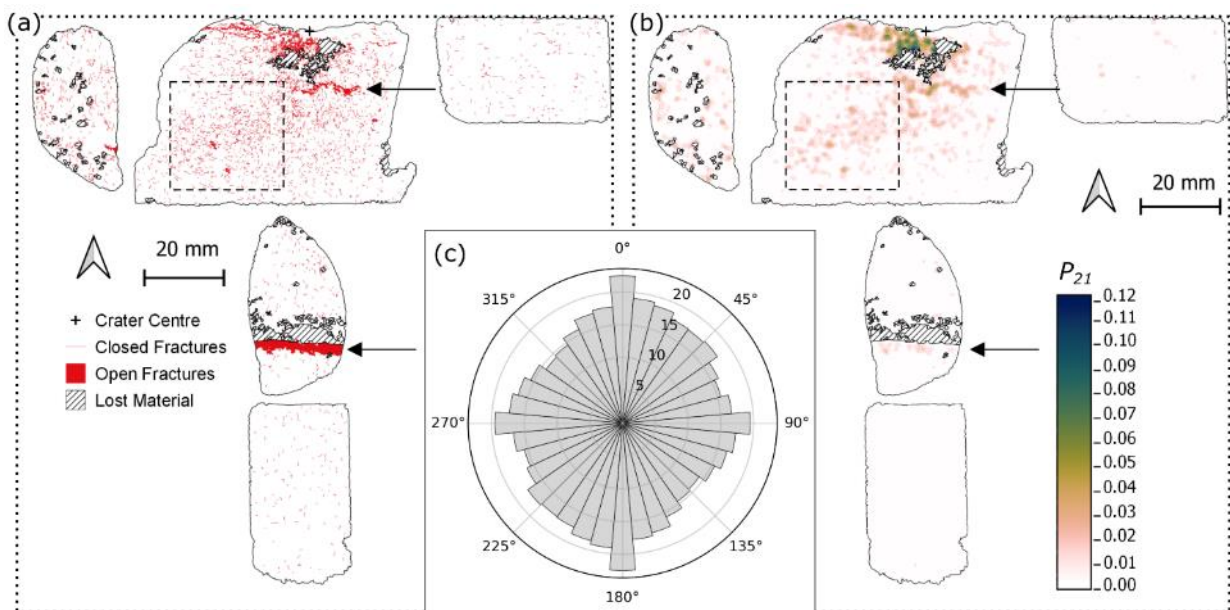 (a)
(b)
20 mm
20 mm
+ Crater Centre
Closed Fractures
Open Fractures
Lost Material
(c)
0°
45°
90°
135°
180°
225°
270°
315°
5
10
15
20
P21
0.12
0.11
0.10
0.09
0.08
0.07
0.06
0.05
0.04
0.03
0.02
0.01
0.00